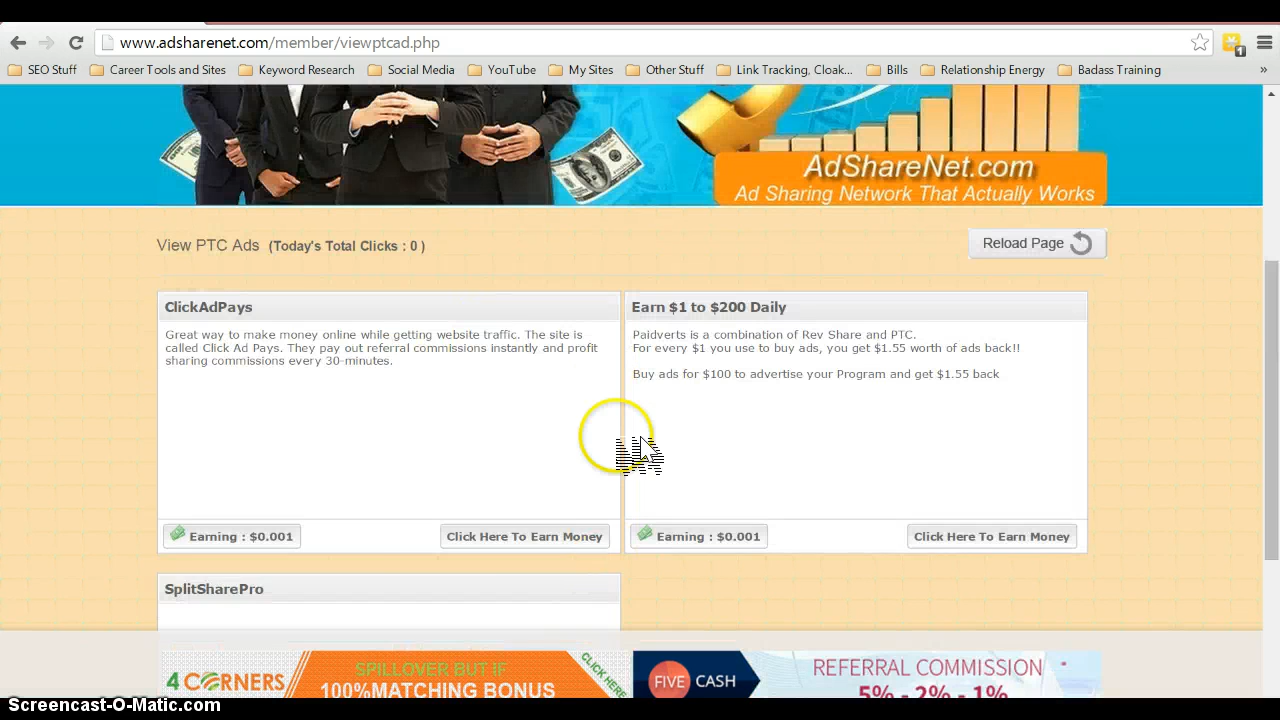 www.adsharenet.com/member/viewptcad.php
1
SEO Stuff
Career Tools and Sites
Keyword Research
Social Media
YouTube
My Sites
Other Stuff
Link Tracking, Cloak...
Bills
Relationship Energy
Badass Training
»
AdShareNet.com
Ad Sharing Network That Actually Works
View PTC Ads (Today's Total Clicks : 0 )
Reload Page
ClickAdPays
Great way to make money online while getting website traffic. The site is
called Click Ad Pays. They pay out referral commissions instantly and profit
sharing commissions every 30-minutes.
Earning : $0.001
Click Here To Earn Money
Earn $1 to $200 Daily
Paidverts is a combination of Rev Share and PTC.
For every $1 you use to buy ads, you get $1.55 worth of ads back!!
Buy ads for $100 to advertise your Program and get $1.55 back
Earning : $0.001
Click Here To Earn Money
SplitSharePro
4 CORNERS
SPILLOVER BUT IF
100%MATCHING BONUS
CLICK HERE
FIVE CASH
REFERRAL COMMISSION
5% - 2% - 1%
Screencast-O-Matic.com